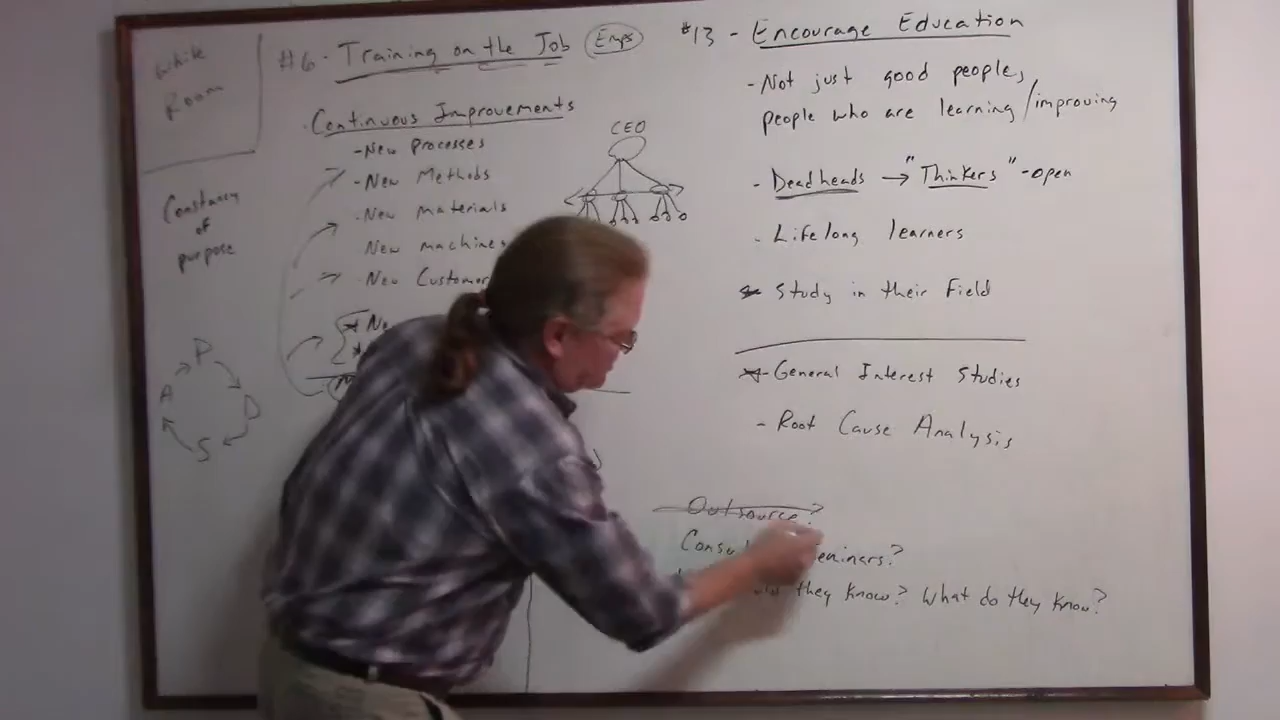 White
Room
Constancy
of
purpose
P
D
S
A
#6 - Training on the Job Emps
Continuous Improvements
- New processes
- New Methods
- New materials
New machines
- New Customer
CEO
#13 - Encourage Education
- Not just good people,
people who are learning/improving
- Deadheads → "Thinkers" - open
- Lifelong learners
Study in their Field
- General Interest Studies
- Root Cause Analysis
Outsource?
they know? What do they know?